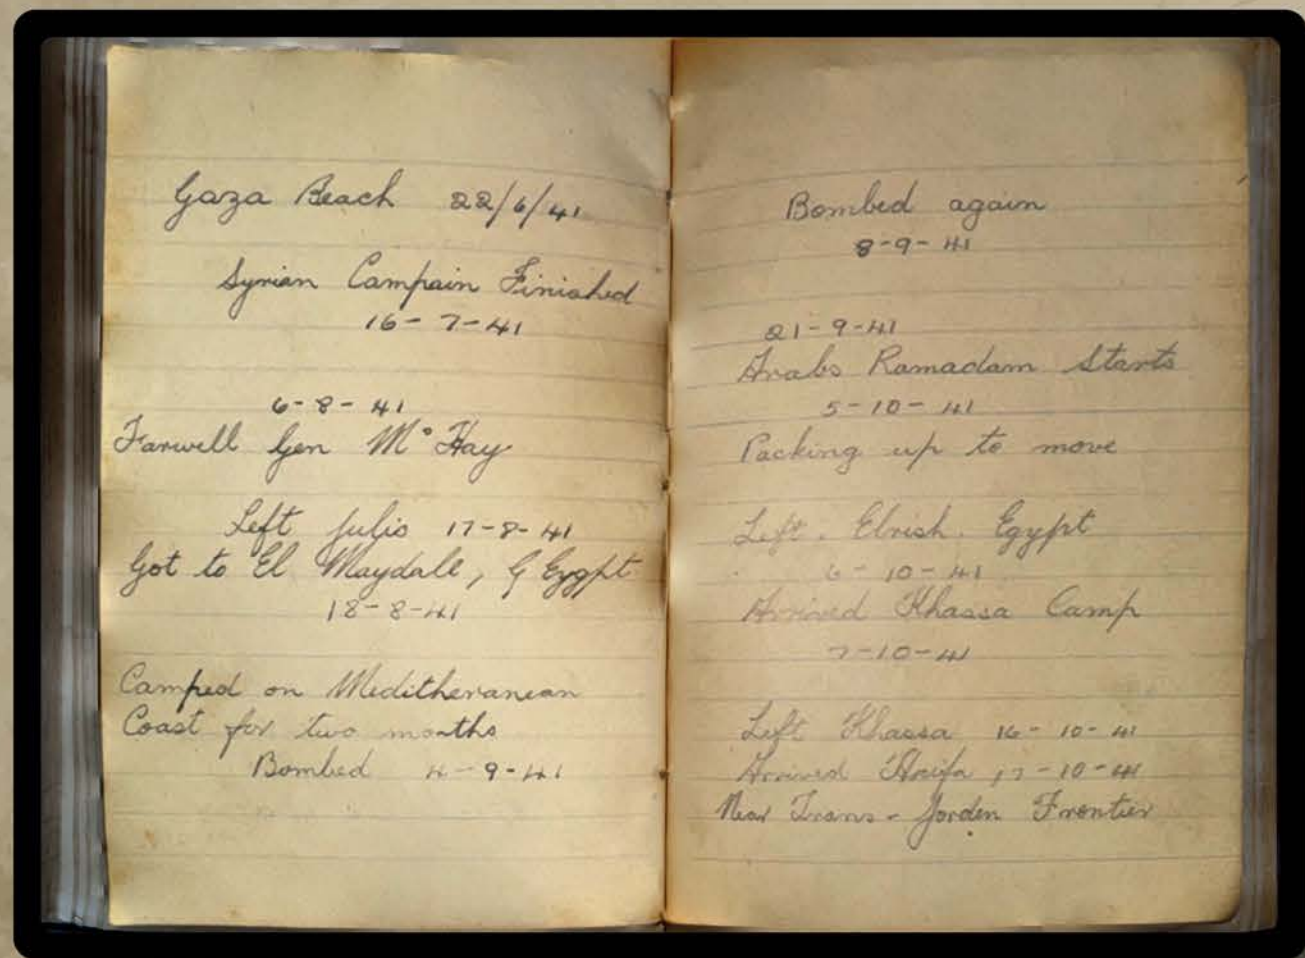 Gaza Beach 22/6/41
Syrian Campain Finished
16-7-41
6-8-41
Farwell Gen Mc Hay
Left Julis 17-8-41
Got to El Maydall, Egypt
18-8-41
Camped on Meditheranean
Coast for two months
Bombed 4-9-41
Bombed again
8-9-41
21-9-41
Arabs Ramadam Starts
5-10-41
Packing up to move
Left. Elrish. Egypt
6-10-41
Arrived Khassa Camp
7-10-41
Left Khassa 16-10-41
Arrived 17-10-41
Near Trans-Jorden Frontier